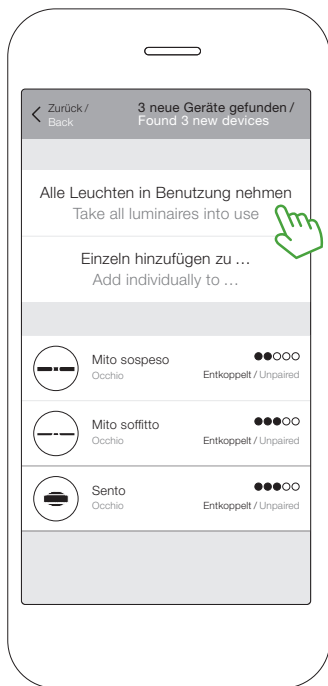 Zurück /
Back
3 neue Geräte gefunden /
Found 3 new devices
Alle Leuchten in Benutzung nehmen
Take all luminaires into use
Einzeln hinzufügen zu ...
Add individually to ...
Mito sospeso
Occhio
Entkoppelt / Unpaired
Mito soffitto
Occhio
Entkoppelt / Unpaired
Sento
Occhio
Entkoppelt / Unpaired